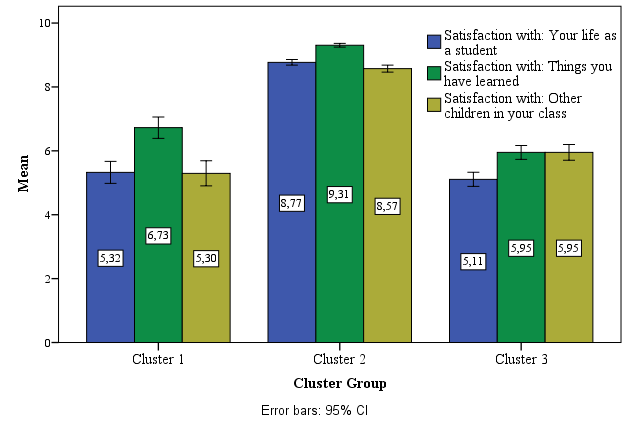 10
8
6
4
2
0
Mean
Satisfaction with: Your life as
a student
Satisfaction with: Things you
have learned
Satisfaction with: Other
children in your class
5,32
6,73
5,30
8,77
9,31
8,57
5,11
5,95
5,95
Cluster 1
Cluster 2
Cluster 3
Cluster Group
Error bars: 95% CI